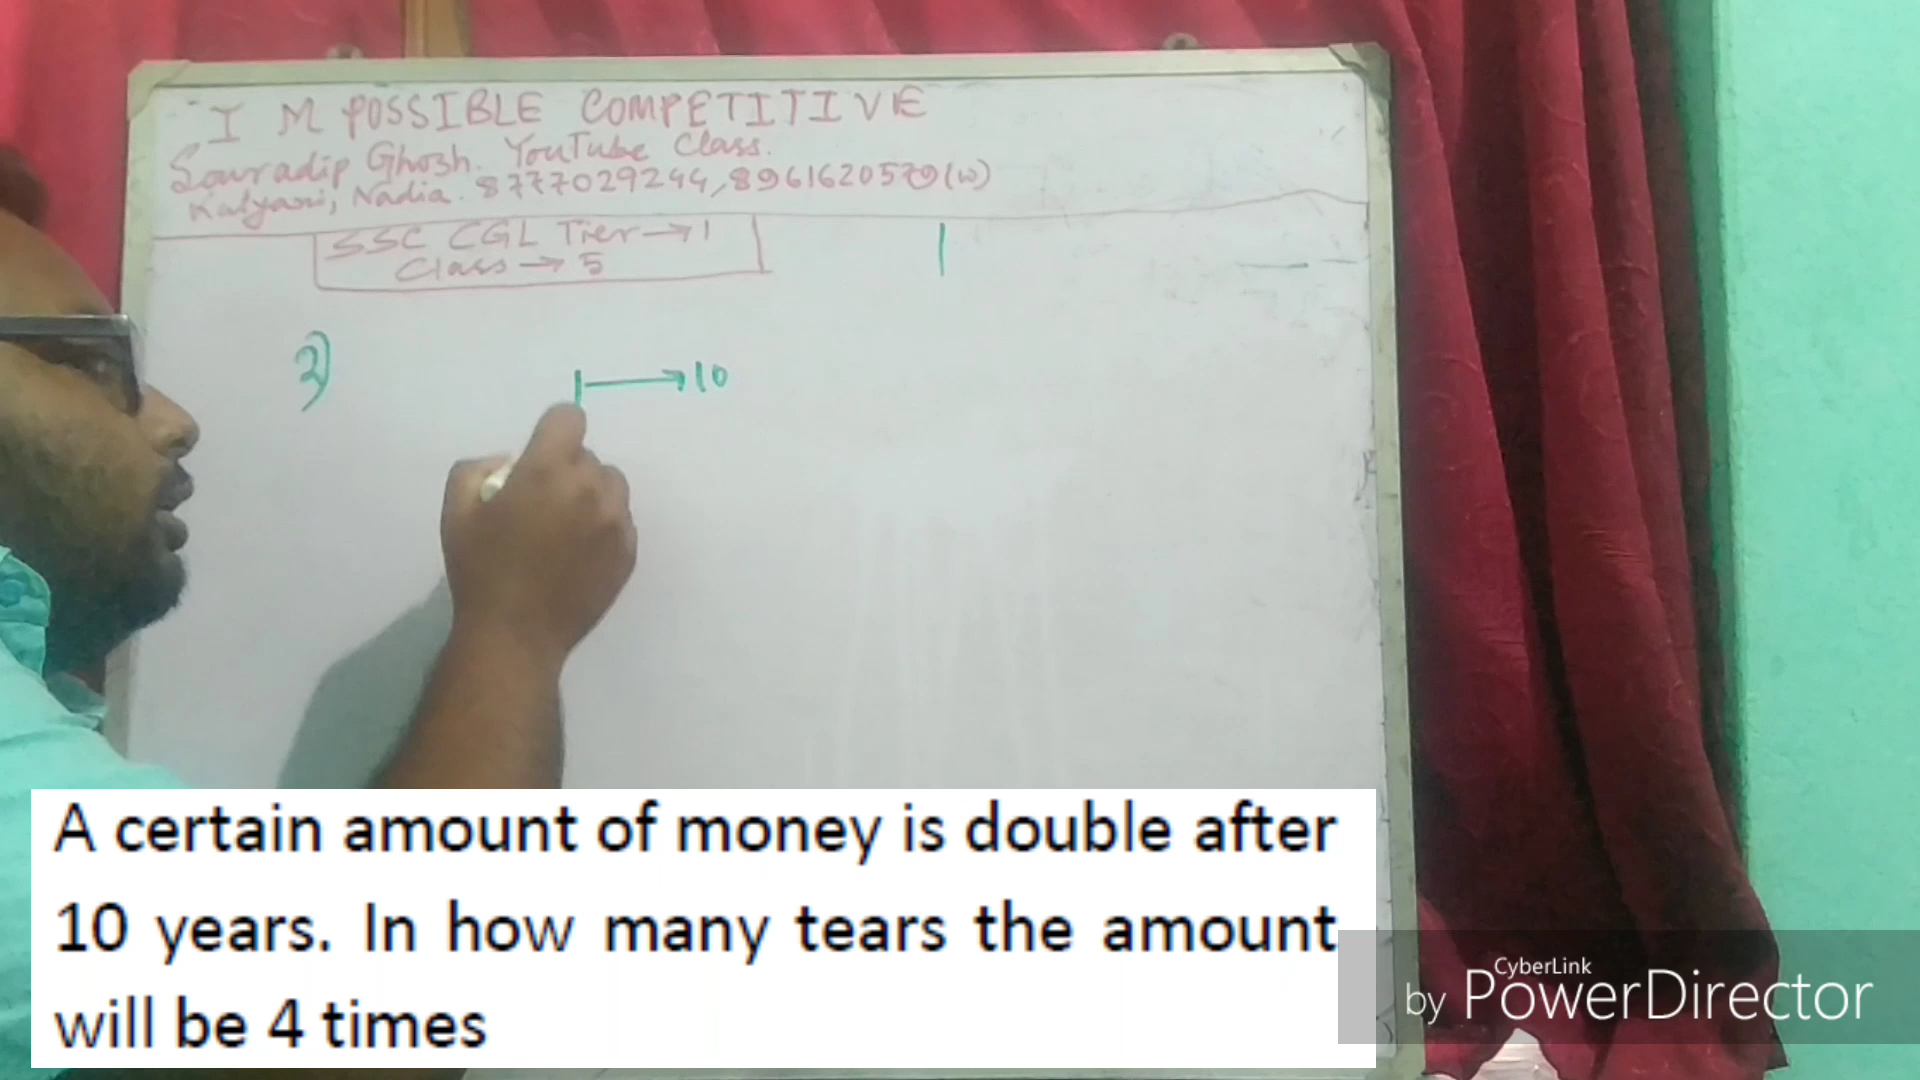 I M POSSIBLE COMPETITIVE
Souradip Ghosh. YouTube Class.
Kalyani, Nadia. 8777029244, 8961620579(W)
SSC CGL Tier→1
Class→5
2)
1→10
A certain amount of money is double after
10 years. In how many tears the amount
will be 4 times
CyberLink
by PowerDirector